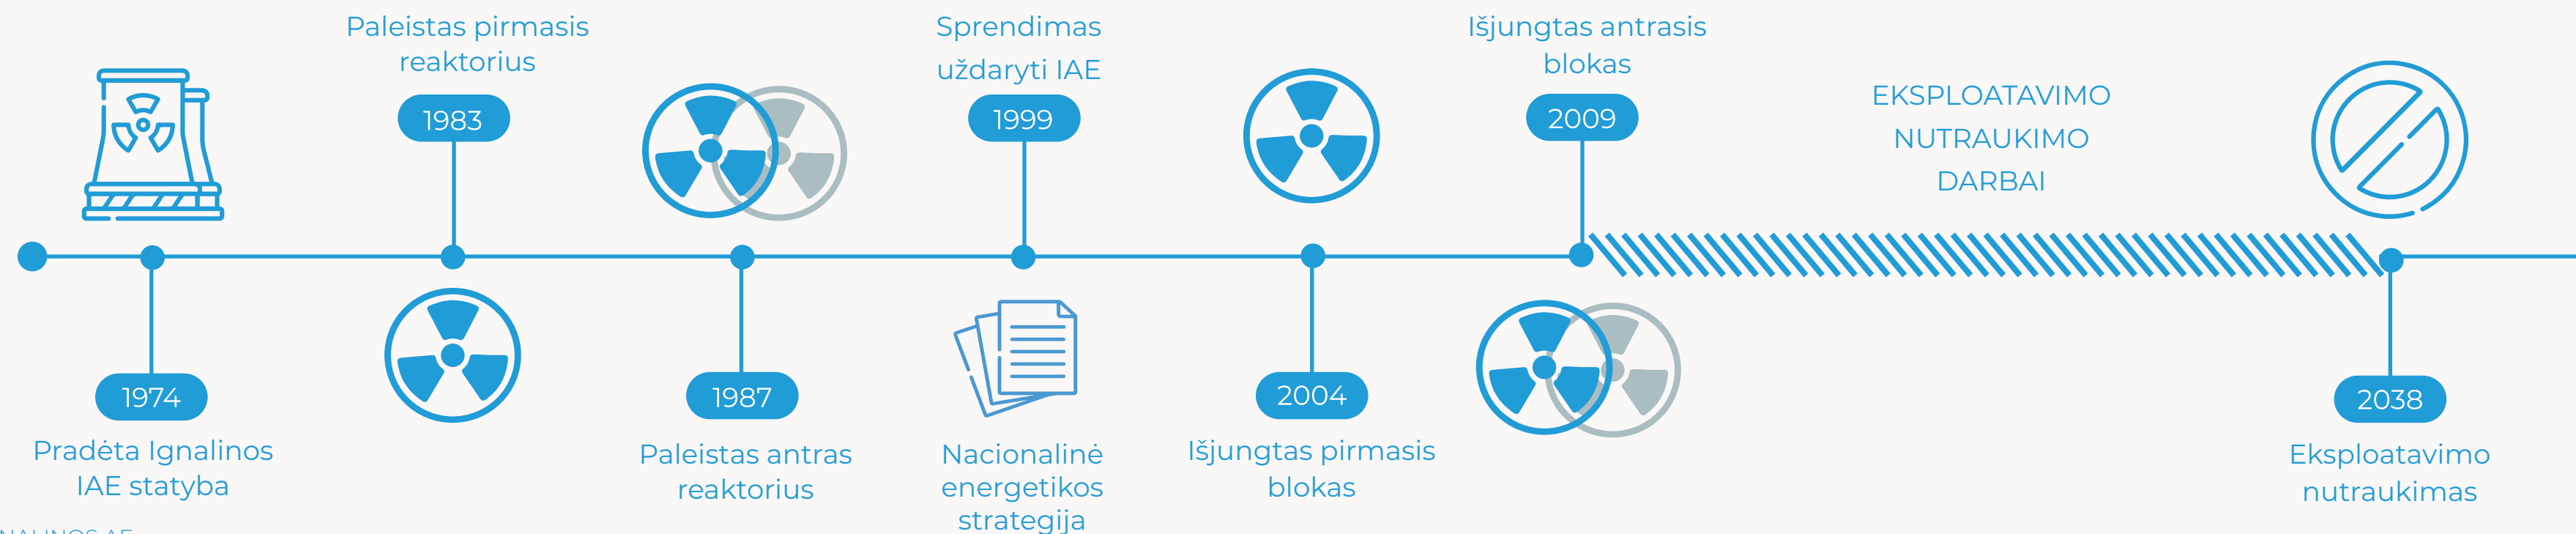 Paleistas pirmasis
reaktorius
1983
Sprendimas
uždaryti IAE
1999
Išjungtas antrasis
blokas
2009
EKSPLOATAVIMO
NUTRAUKIMO
DARBAI
1974
Pradėta Ignalinos
IAE statyba
1987
Paleistas antras
reaktorius
Nacionalinė
energetikos
strategija
2004
Išjungtas pirmasis
blokas
2038
Eksploatavimo
nutraukimas